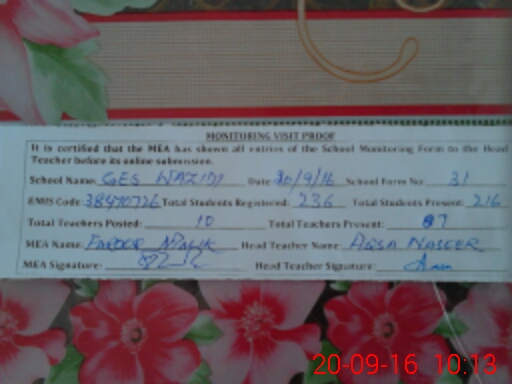 MONITORING VISIT PROOF
It is certified that the MEA has shown all entries of the School Monitoring Form to the Head
Teacher before its online submission.
School Name: GES WAZIDI Date: 20/9/16 School Form No: 31
EMIS Code: 38470726 Total Students Registered: 236 Total Students Present: 216
Total Teachers Posted: 10 Total Teachers Present: 07
MEA Name: MALIK Head Teacher Name: AQSA NASEER
MEA Signature: Head Teacher Signature:
20-09-16 10:13